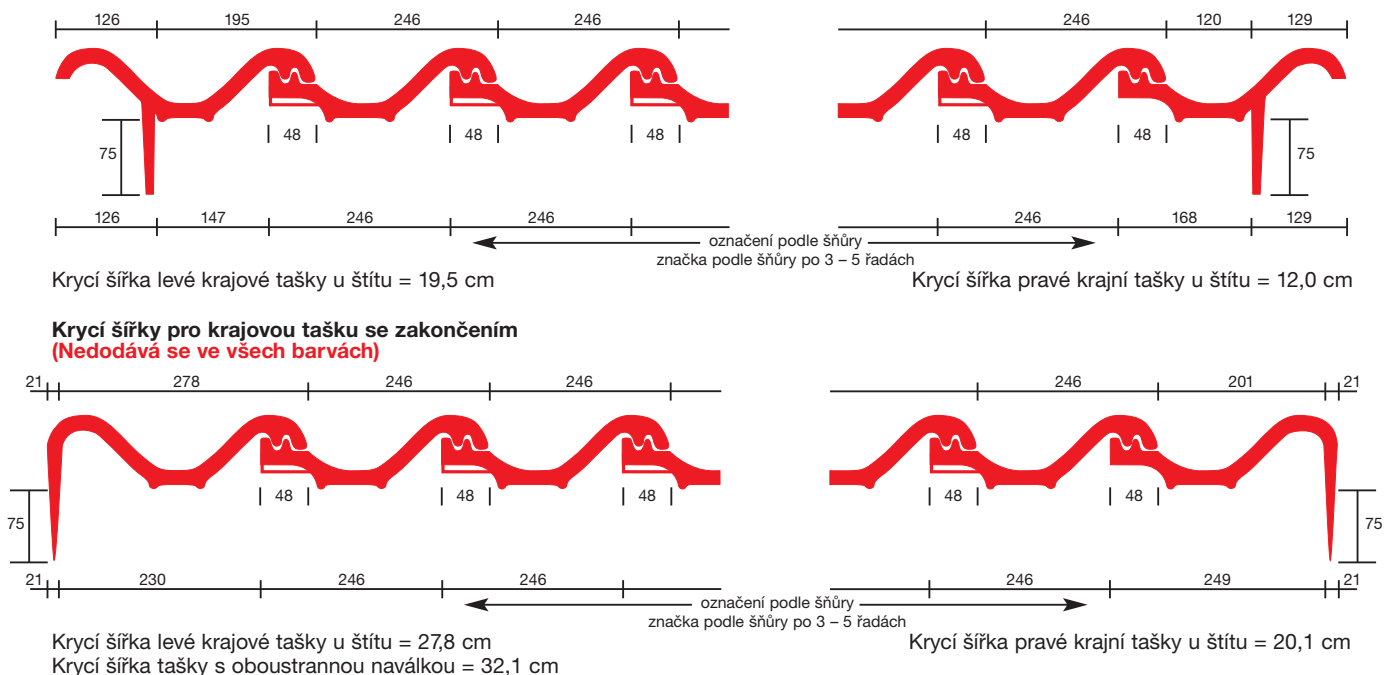 126 195 246 246 246 120 129
48 48 48 48 48
75 75
126 147 246 246 246 168 129
označení podle šňůry
značka podle šňůry po 3 – 5 řadách
Krycí šířka levé krajové tašky u štítu = 19,5 cm
Krycí šířka pravé krajní tašky u štítu = 12,0 cm
Krycí šířky pro krajovou tašku se zakončením
(Nedodává se ve všech barvách)
21 278 246 246 246 201 21
48 48 48 48 48
75 75
21 230 246 246 246 249 21
označení podle šňůry
značka podle šňůry po 3 – 5 řadách
Krycí šířka levé krajové tašky u štítu = 27,8 cm
Krycí šířka pravé krajní tašky u štítu = 20,1 cm
Krycí šířka tašky s oboustrannou naválkou = 32,1 cm